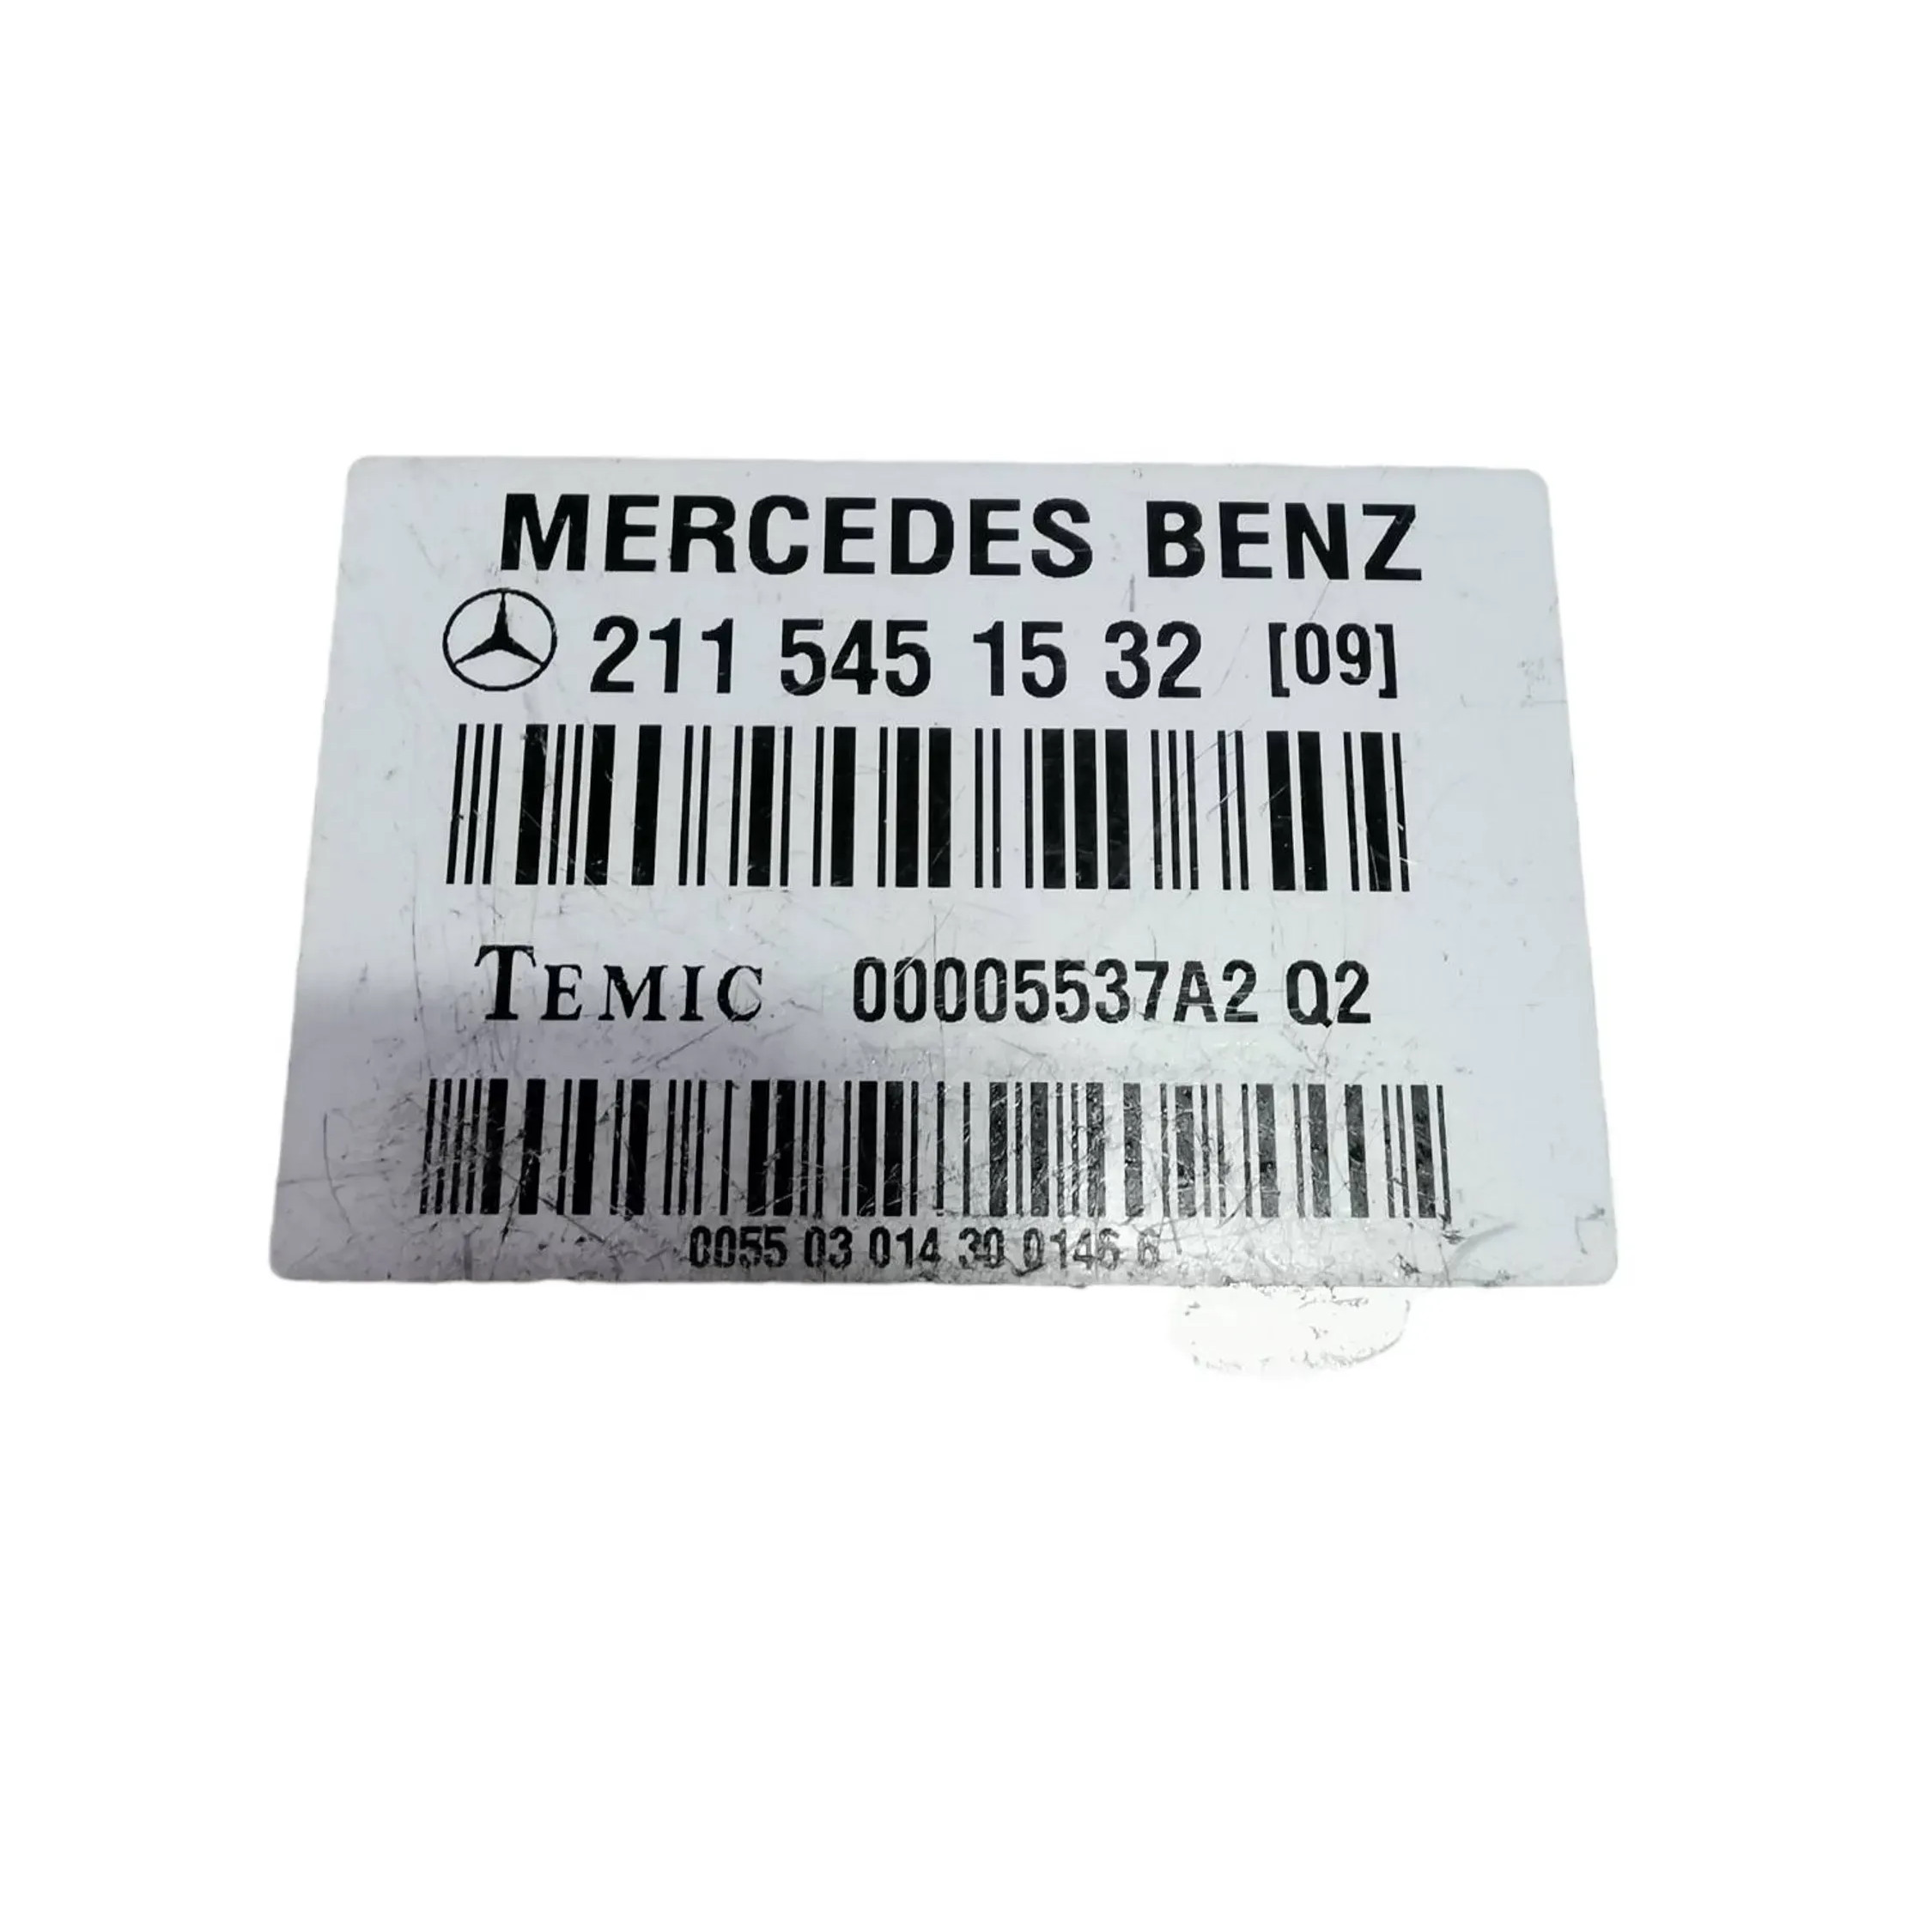 MERCEDES BENZ
211 545 15 32 [09]
TEMIC 00005537A2 Q2
0055 03 014 30 0146 6